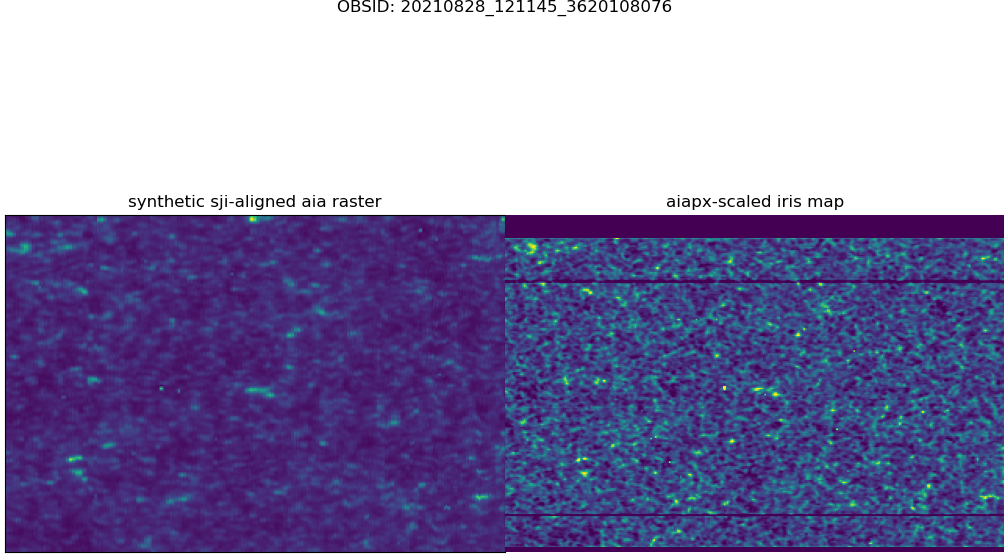 OBSID: 20210828_121145_3620108076
synthetic sji-aligned aia raster
aiapx-scaled iris map